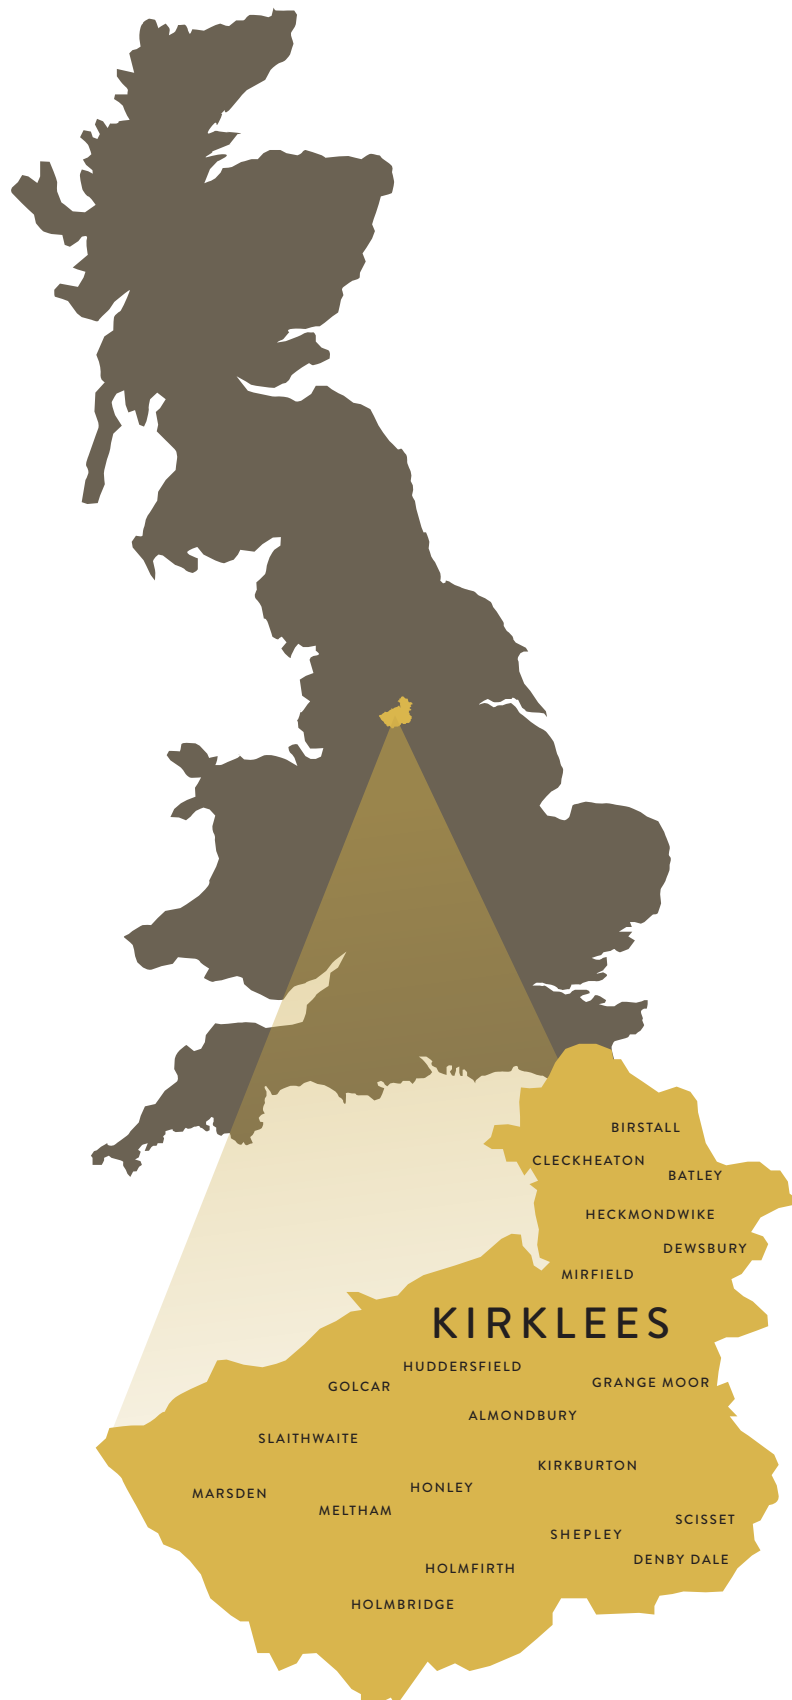 BIRSTALL
CLECKHEATON
BATLEY
HECKMONDWIKE
DEWSBURY
MIRFIELD
KIRKLEES
HUDDERSFIELD
GOLCAR
GRANGE MOOR
ALMONDBURY
SLAITHWAITE
KIRKBURTON
HONLEY
MARSDEN
MELTHAM
SCISSET
SHEPLEY
DENBY DALE
HOLMFIRTH
HOLMBRIDGE